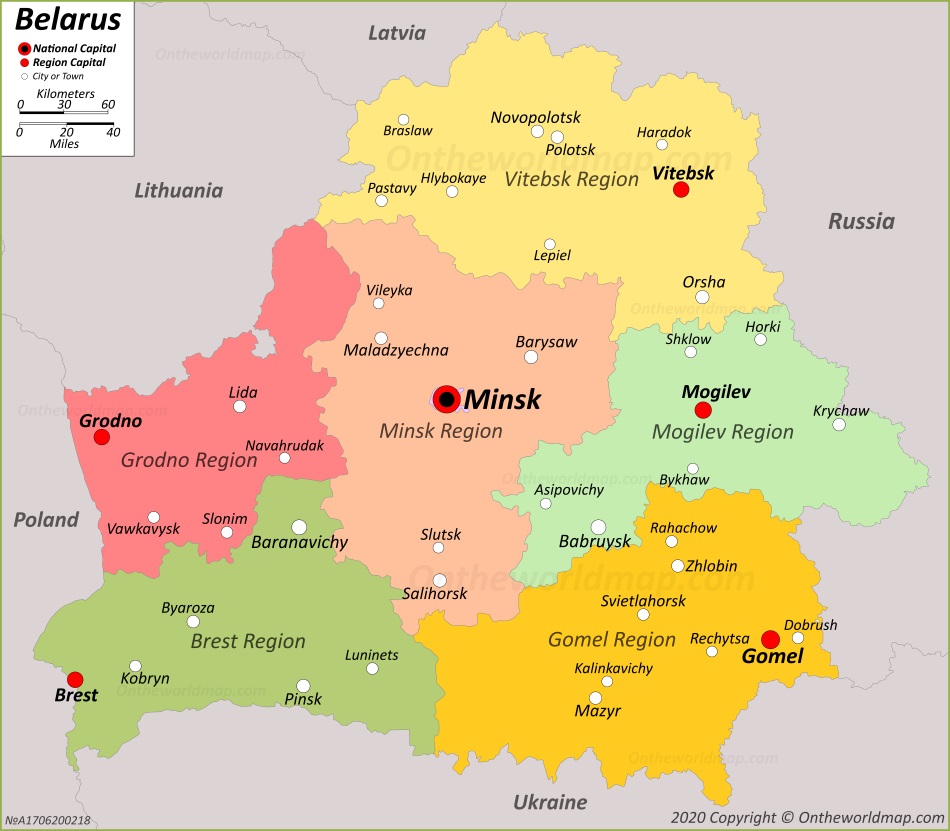 Belarus
National Capital
Region Capital
City or Town
Kilometers
0 30 60
0 20 40
Miles
Latvia
Ontheworldmap.com
Braslaw
Novopolotsk
Polotsk
Haradok
Ontheworldmap.com
Vitebsk
Vitebsk Region
Hlybokaye
Pastavy
Lithuania
Russia
Lepiel
Orsha
Ontheworldmap.com
Vileyka
Maladzyechna
Barysaw
Shklow
Horki
Minsk
Minsk Region
Mogilev
Mogilev Region
Krychaw
Lida
Ontheworldmap.com
Grodno
Grodno Region
Navahrudak
Bykhaw
Ontheworldmap.com
Asipovichy
Poland
Vawkavysk
Slonim
Baranavichy
Slutsk
Babruysk
Rahachow
Zhlobin
Ontheworldmap.com
Salihorsk
Svietlahorsk
Byaroza
Brest Region
Gomel Region
Rechytsa
Dobrush
Gomel
Luninets
Kalinkavichy
Kobryn
Brest
Ontheworldmap.com
Pinsk
Mazyr
Ontheworldmap.com
Ukraine
№A1706200218
2020 Copyright © Ontheworldmap.com